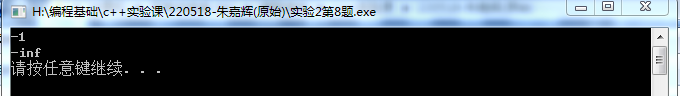 H:\编程基础\c++实验课\220518-朱嘉辉(原始)\实验2第8题.exe
-1
-inf
请按任意键继续. . .